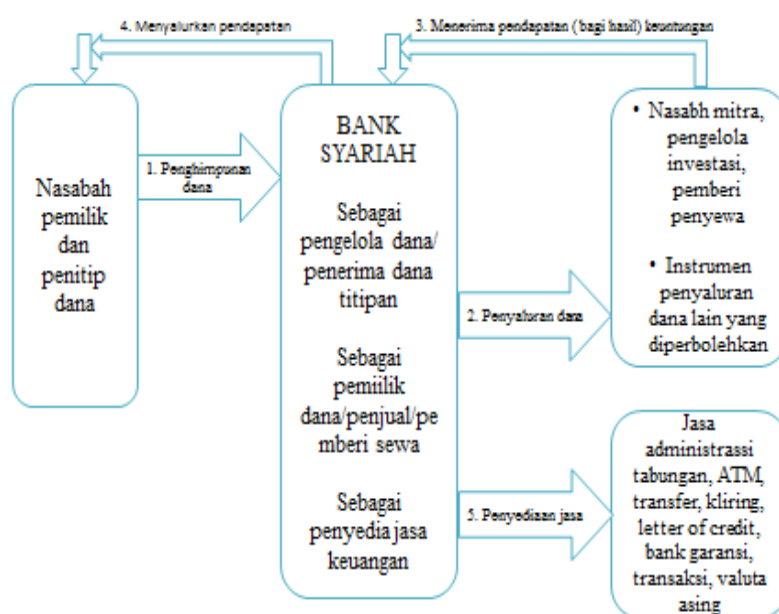 4. Menyalurkan pendapatan
3. Menerima pendapatan ( bagi hasil) keuntungan
Nasabah
pemilik
dan
penitip
dana
1. Penghimpunan
dana
BANK
SYARIAH
Sebagai
pengelola dana/
penerima dana
titipan
Sebagai
pemiilik
dana/penjual/pe
mberi sewa
Sebagai
penyedia jasa
keuangan
2. Penyaluran dana
5. Penyediaan jasa
• Nasabh mitra,
pengelola
investasi,
pemberi
penyewa
• Instrumen
penyaluran
dana lain yang
diperbolehkan
Jasa
administrassi
tabungan, ATM,
transfer, kliring,
letter of credit,
bank garansi,
transaksi, valuta
asing